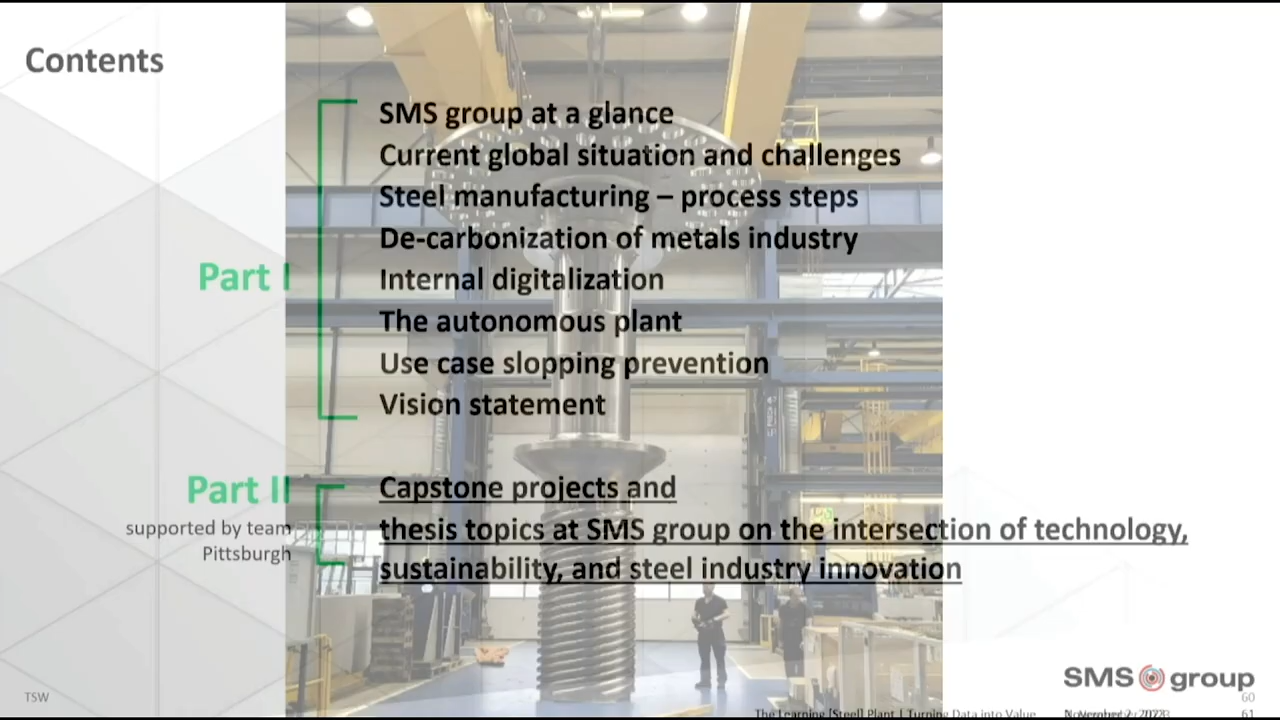 Contents
SMS group at a glance
Current global situation and challenges
Steel manufacturing – process steps
De-carbonization of metals industry
Part I
Internal digitalization
The autonomous plant
Use case slopping prevention
Vision statement
Part II
supported by team
Pittsburgh
Capstone projects and
thesis topics at SMS group on the intersection of technology,
sustainability, and steel industry innovation
SMS group
TSW
60
The Learning [Steel] Plant | Turning Data into Value
61